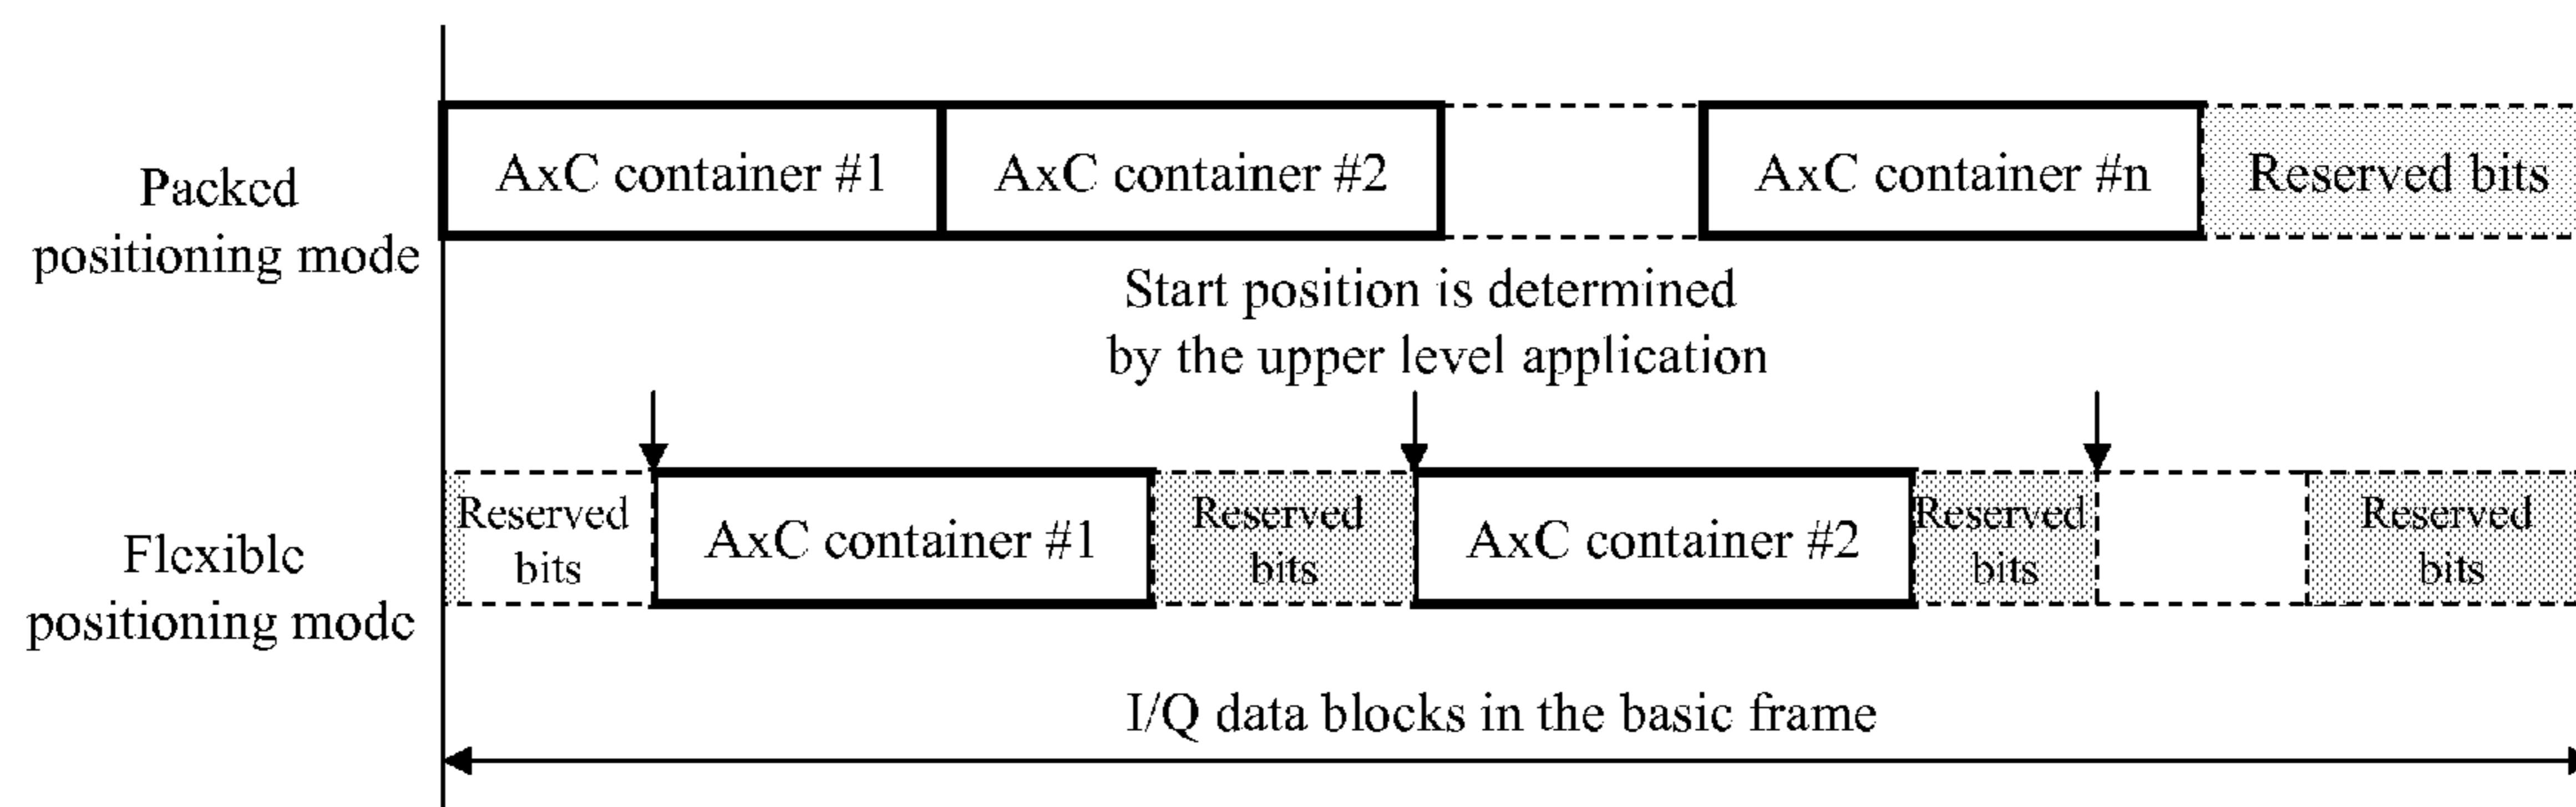 AxC container #1 AxC container #2 AxC container #n Reserved bits
Packed
positioning mode
Start position is determined
by the upper level application
Reserved
bits
AxC container #1
Reserved
bits
AxC container #2
Reserved
bits
Reserved
bits
Flexible
positioning mode
I/Q data blocks in the basic frame